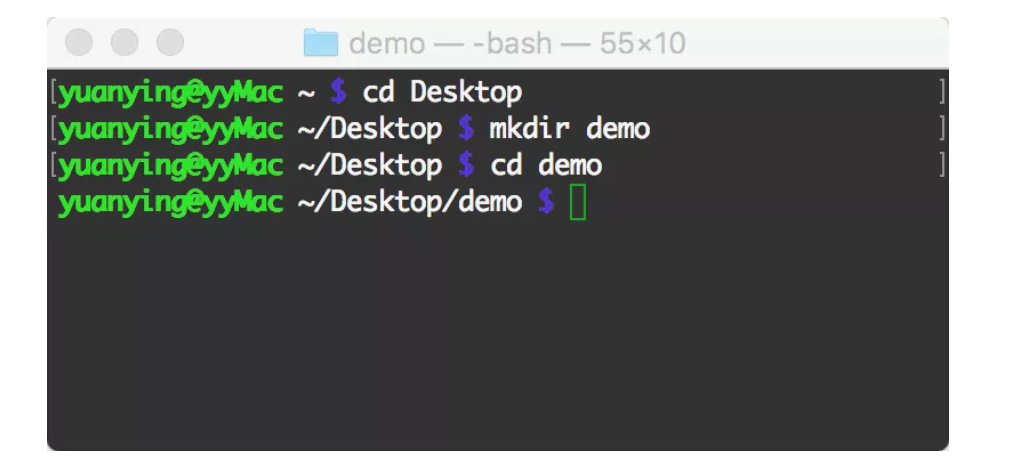 demo — -bash — 55×10
[yuanying@yyMac ~ $ cd Desktop ]
[yuanying@yyMac ~/Desktop $ mkdir demo ]
[yuanying@yyMac ~/Desktop $ cd demo ]
yuanying@yyMac ~/Desktop/demo $